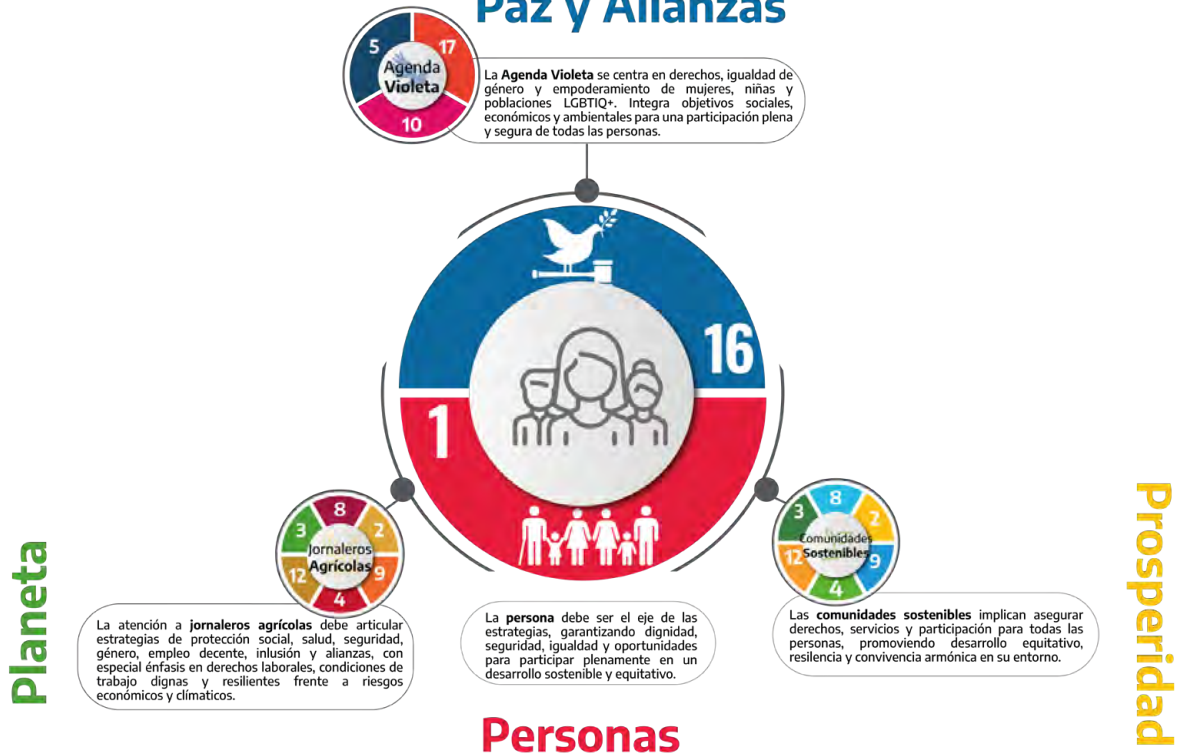 Paz y Alianzas
5
17
Agenda
Violeta
10
La Agenda Violeta se centra en derechos, igualdad de
género y empoderamiento de mujeres, niñas y
poblaciones LGBTIQ+. Integra objetivos sociales,
económicos y ambientales para una participación plena
y segura de todas las personas.
16
1
8
3
2
Jornaleros
Agrícolas
12
9
4
8
3
2
Comunidades
Sostenibles
12
9
4
Planeta
Prosperidad
La atención a jornaleros agrícolas debe articular
estrategias de protección social, salud, seguridad,
género, empleo decente, inlusión y alianzas, con
especial énfasis en derechos laborales, condiciones de
trabajo dignas y resilientes frente a riesgos
económicos y clímaticos.
La persona debe ser el eje de las
estrategias, garantizando dignidad,
seguridad, igualdad y oportunidades
para participar plenamente en un
desarrollo sostenible y equitativo.
Las comunidades sostenibles implican asegurar
derechos, servicios y participación para todas las
personas, promoviendo desarrollo equitativo,
resilencia y convivencia armónica en su entorno.
Personas